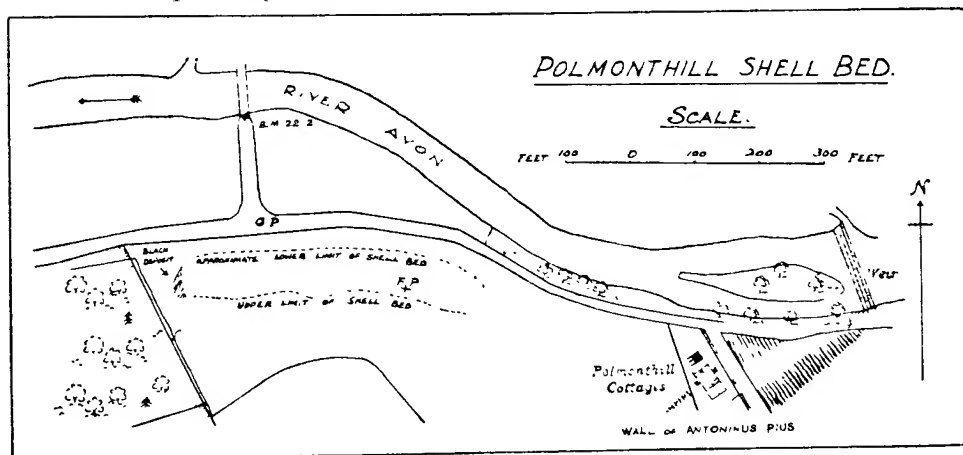 POLMONTHILL SHELL BED.
SCALE.
FEET 100 0 100 200 300 FEET
RIVER AVON
B.M 22.2
N
G P
BLACK DEPOSIT
APPROXIMATE LOWER LIMIT OF SHELL BED
F.P
UPPER LIMIT OF SHELL BED
Weir
Polmonthill
Cottages
WALL OF ANTONINUS PIUS